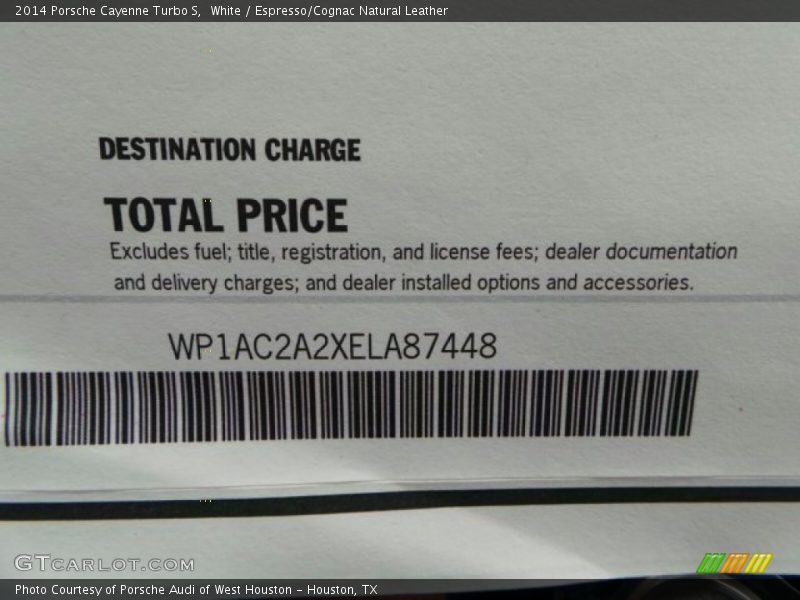 2014 Porsche Cayenne Turbo S,  White / Espresso/Cognac Natural Leather
DESTINATION CHARGE
TOTAL PRICE
Excludes fuel; title, registration, and license fees; dealer documentation
and delivery charges; and dealer installed options and accessories.
WP1AC2A2XELA87448
GTCARLOT.COM
Photo Courtesy of Porsche Audi of West Houston - Houston, TX